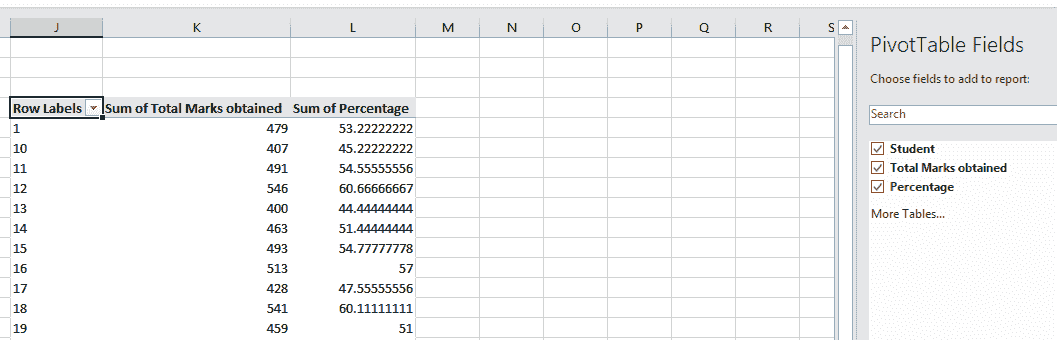 J K L M N O P Q R S
PivotTable Fields
Choose fields to add to report:
Row Labels Sum of Total Marks obtained Sum of Percentage
Search
1 479 53.22222222
10 407 45.22222222
Student
11 491 54.55555556
Total Marks obtained
12 546 60.66666667
Percentage
13 400 44.44444444
More Tables...
14 463 51.44444444
15 493 54.77777778
16 513 57
17 428 47.55555556
18 541 60.11111111
19 459 51